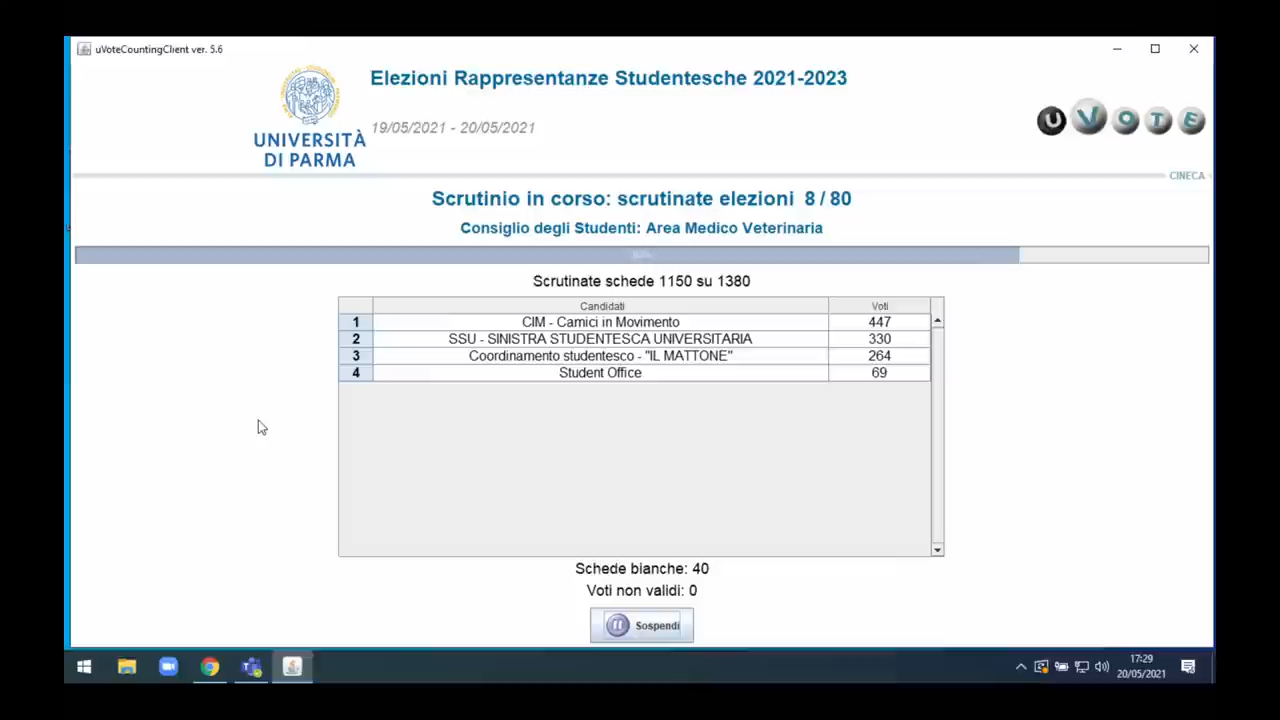 uVoteCountingClient ver. 5.6
Elezioni Rappresentanze Studentesche 2021-2023
19/05/2021 - 20/05/2021
UNIVERSITÀ
DI PARMA
U V O T E
CINECA
Scrutinio in corso: scrutinate elezioni 8 / 80
Consiglio degli Studenti: Area Medico Veterinaria
Scrutinate schede 1150 su 1380
Candidati Voti
1 CIM - Camici in Movimento 447
2 SSU - SINISTRA STUDENTESCA UNIVERSITARIA 330
3 Coordinamento studentesco - "IL MATTONE" 264
4 Student Office 69
Schede bianche: 40
Voti non validi: 0
Sospendi
17:29
20/05/2021